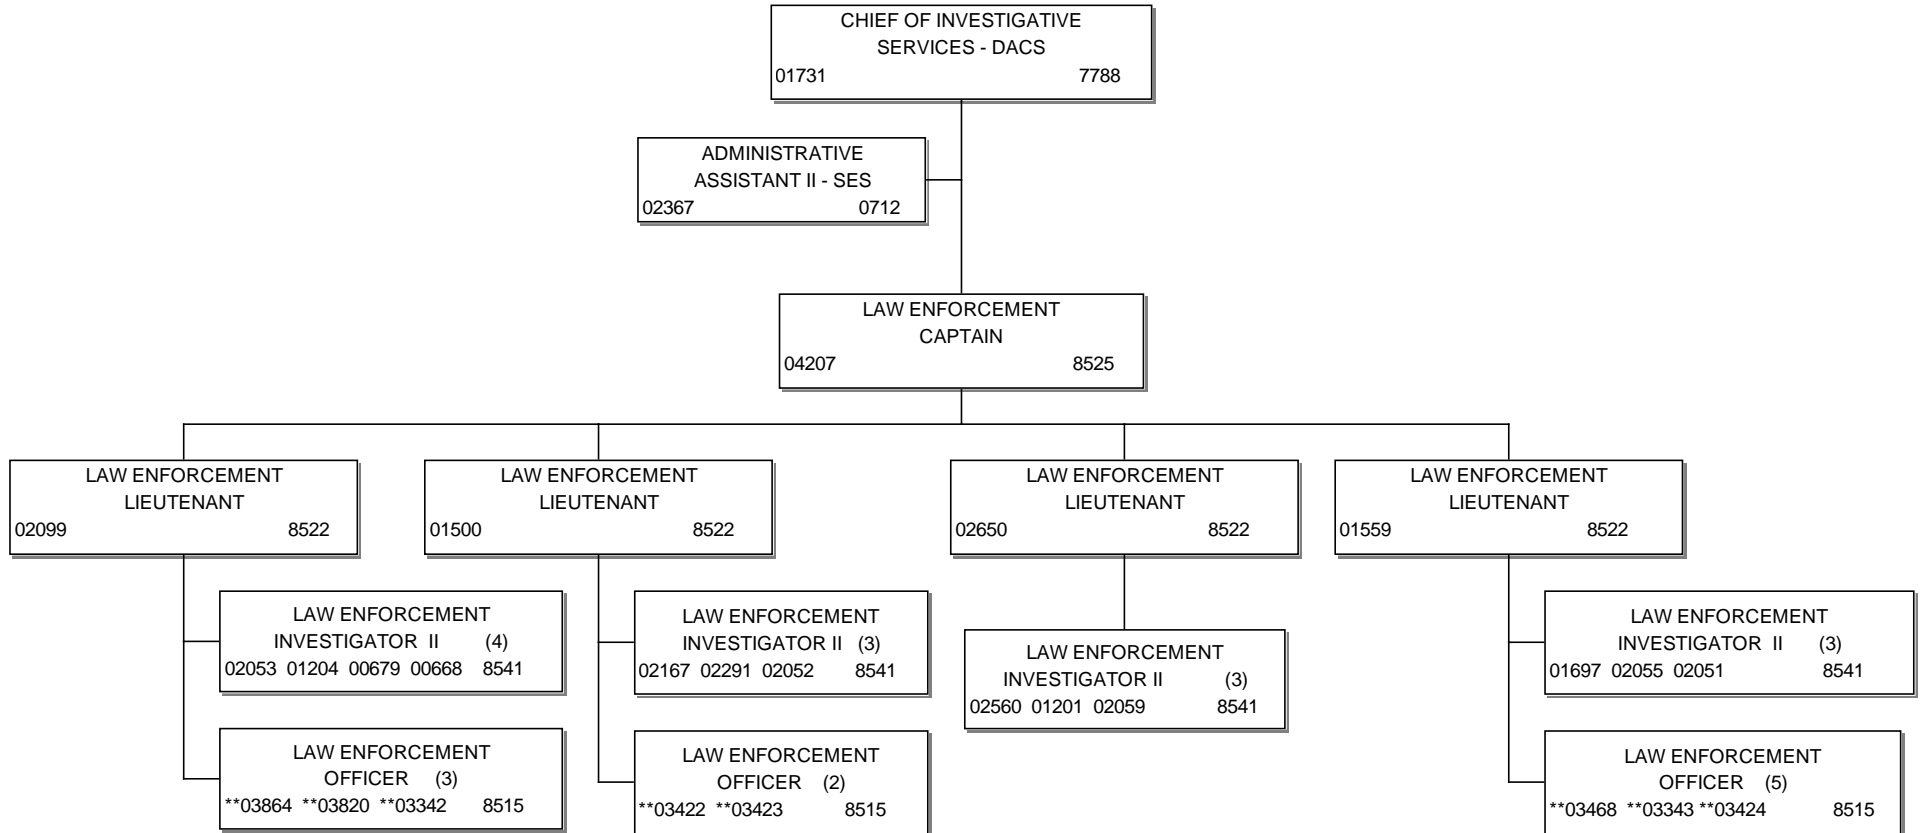 CHIEF OF INVESTIGATIVE
SERVICES - DACS
01731 7788
ADMINISTRATIVE
ASSISTANT II - SES
02367 0712
LAW ENFORCEMENT
CAPTAIN
04207 8525
LAW ENFORCEMENT
LIEUTENANT
02099 8522
LAW ENFORCEMENT
INVESTIGATOR II (4)
02053 01204 00679 00668 8541
LAW ENFORCEMENT
OFFICER (3)
**03864 **03820 **03342 8515
LAW ENFORCEMENT
LIEUTENANT
01500 8522
LAW ENFORCEMENT
INVESTIGATOR II (3)
02167 02291 02052 8541
LAW ENFORCEMENT
OFFICER (2)
**03422 **03423 8515
LAW ENFORCEMENT
LIEUTENANT
02650 8522
LAW ENFORCEMENT
INVESTIGATOR II (3)
02560 01201 02059 8541
LAW ENFORCEMENT
LIEUTENANT
01559 8522
LAW ENFORCEMENT
INVESTIGATOR II (3)
01697 02055 02051 8541
LAW ENFORCEMENT
OFFICER (5)
**03468 **03343 **03424 8515